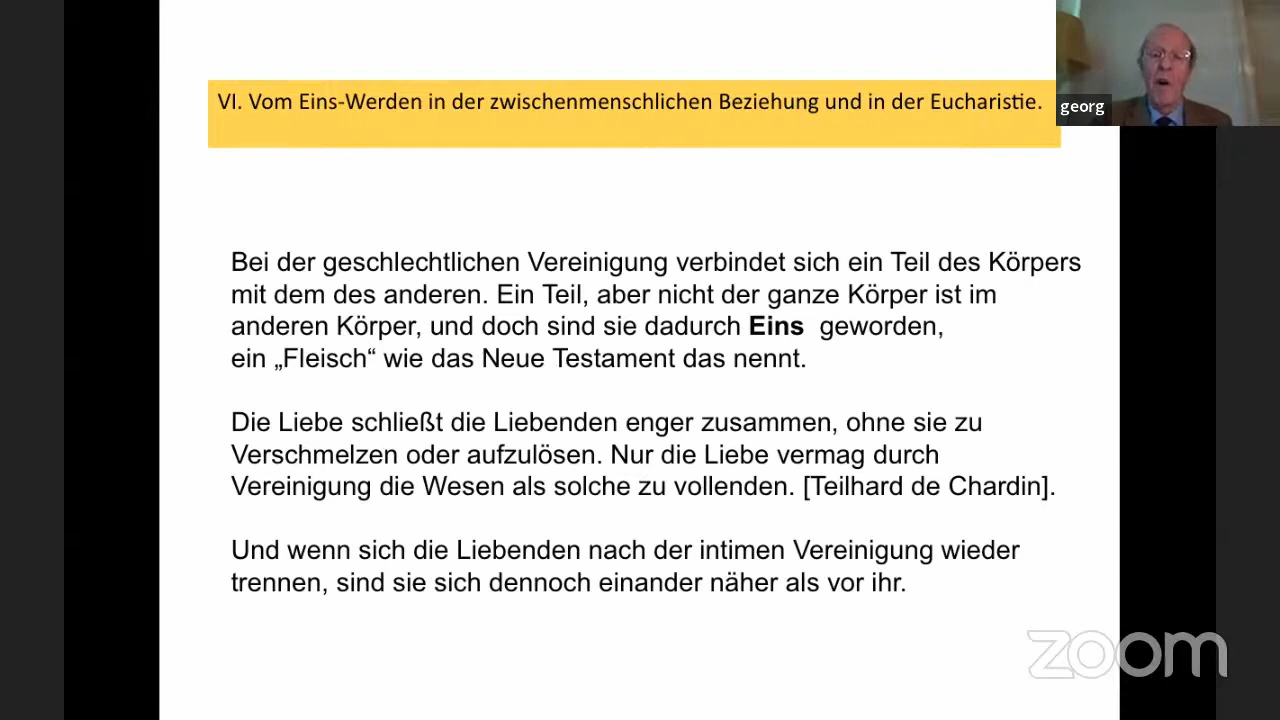 VI. Vom Eins-Werden in der zwischenmenschlichen Beziehung und in der Eucharistie.
georg
Bei der geschlechtlichen Vereinigung verbindet sich ein Teil des Körpers
mit dem des anderen. Ein Teil, aber nicht der ganze Körper ist im
anderen Körper, und doch sind sie dadurch Eins geworden,
ein „Fleisch“ wie das Neue Testament das nennt.
Die Liebe schließt die Liebenden enger zusammen, ohne sie zu
Verschmelzen oder aufzulösen. Nur die Liebe vermag durch
Vereinigung die Wesen als solche zu vollenden. [Teilhard de Chardin].
Und wenn sich die Liebenden nach der intimen Vereinigung wieder
trennen, sind sie sich dennoch einander näher als vor ihr.
zoom